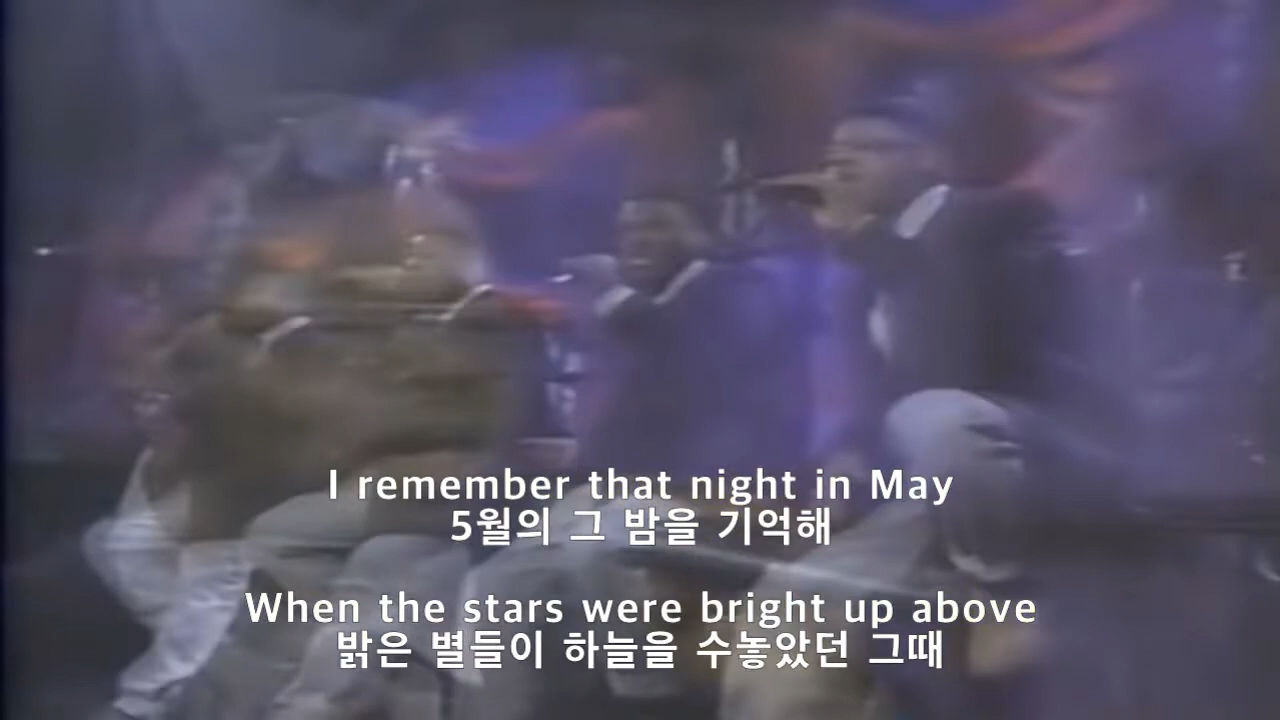 I remember that night in May
5월의 그 밤을 기억해
When the stars were bright up above
밝은 별들이 하늘을 수놓았던 그때